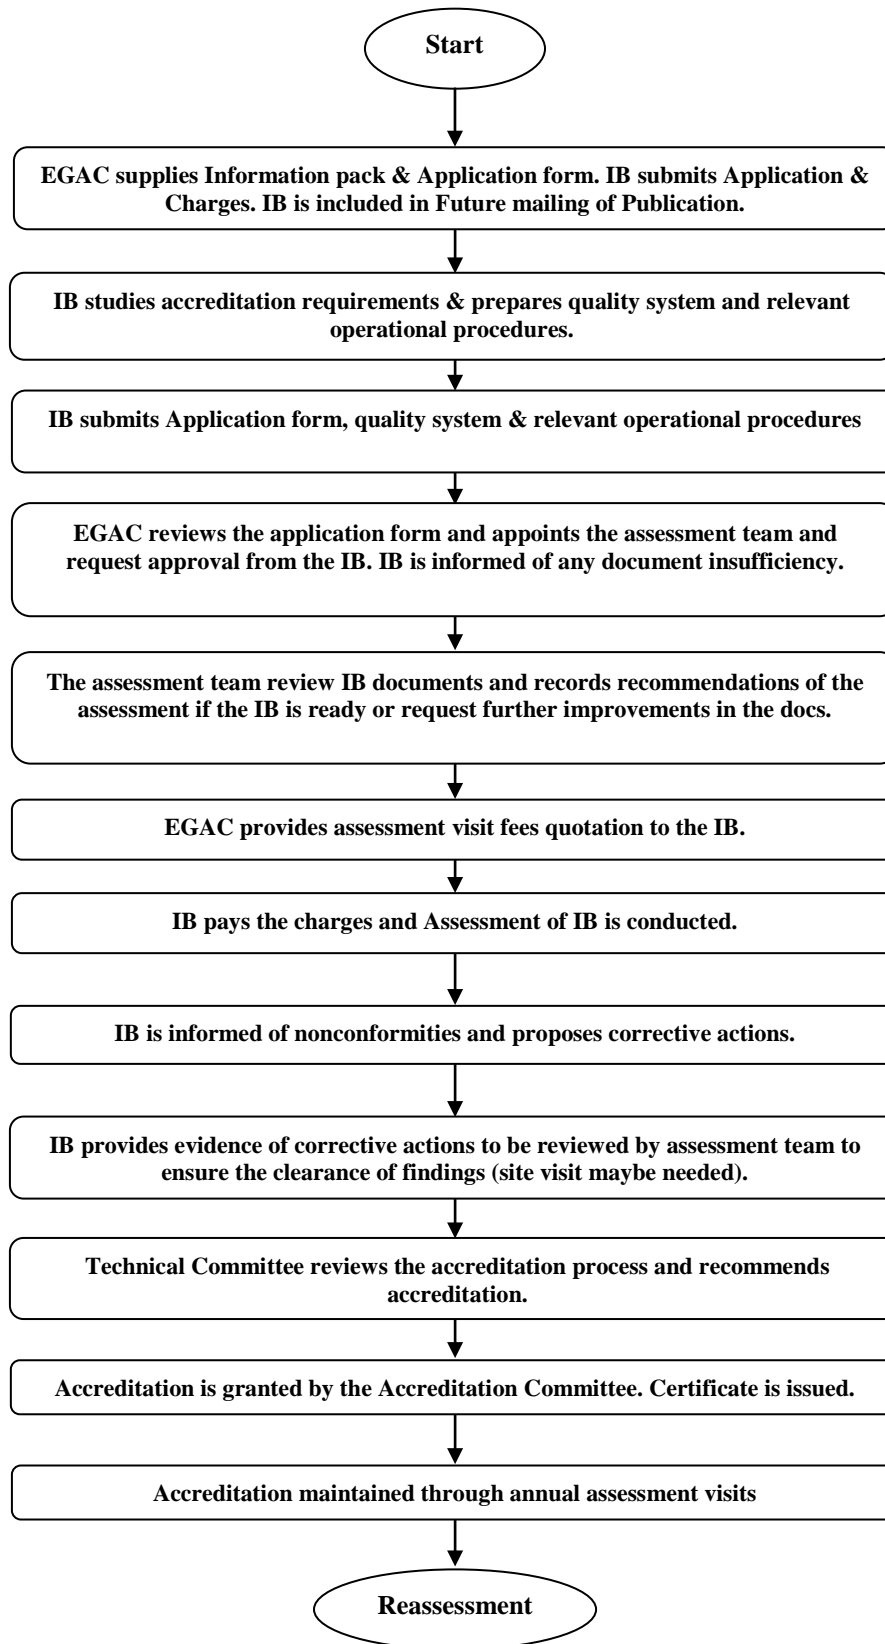 Start
EGAC supplies Information pack & Application form. IB submits Application &
Charges. IB is included in Future mailing of Publication.
IB studies accreditation requirements & prepares quality system and relevant
operational procedures.
IB submits Application form, quality system & relevant operational procedures
EGAC reviews the application form and appoints the assessment team and
request approval from the IB. IB is informed of any document insufficiency.
The assessment team review IB documents and records recommendations of the
assessment if the IB is ready or request further improvements in the docs.
EGAC provides assessment visit fees quotation to the IB.
IB pays the charges and Assessment of IB is conducted.
IB is informed of nonconformities and proposes corrective actions.
IB provides evidence of corrective actions to be reviewed by assessment team to
ensure the clearance of findings (site visit maybe needed).
Technical Committee reviews the accreditation process and recommends
accreditation.
Accreditation is granted by the Accreditation Committee. Certificate is issued.
Accreditation maintained through annual assessment visits
Reassessment